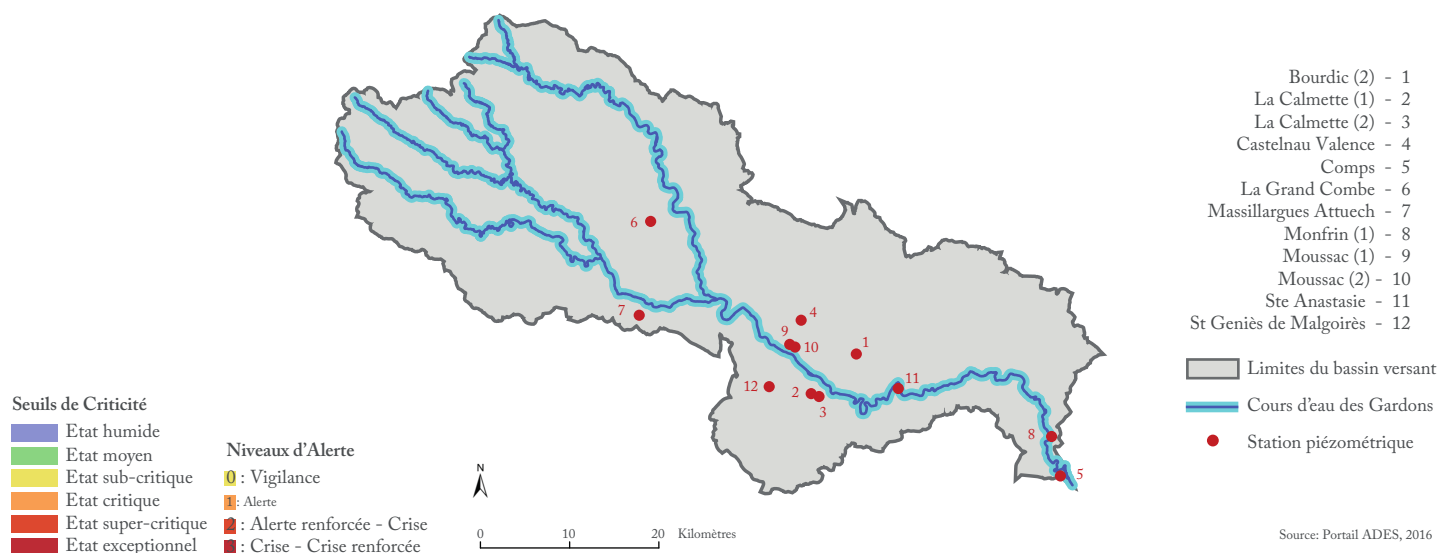 Bourdic (2) - 1
La Calmette (1) - 2
La Calmette (2) - 3
Castelnau Valence - 4
Comps - 5
La Grand Combe - 6
Massillargues Attuech - 7
Monfrin (1) - 8
Moussac (1) - 9
Moussac (2) - 10
Ste Anastasie - 11
St Geniès de Malgoirès - 12
Limites du bassin versant
Cours d'eau des Gardons
Station piézométrique
6
7
4
9
10
1
12
2
3
11
8
5
Seuils de Criticité
Etat humide
Etat moyen
Etat sub-critique
Etat critique
Etat super-critique
Etat exceptionnel
Niveaux d'Alerte
0 : Vigilance
1 : Alerte
2 : Alerte renforcée - Crise
3 : Crise - Crise renforcée
N
0 10 20 Kilomètres
Source: Portail ADES, 2016